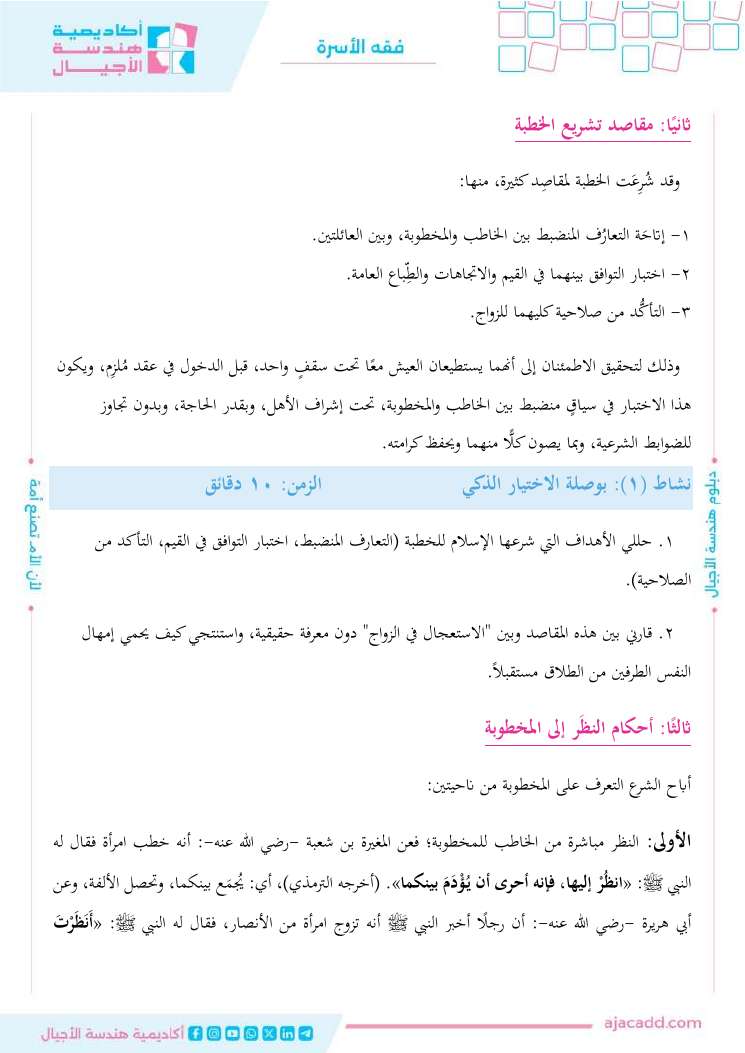 أكاديمية
هندسة
الأجيال
فقه الأسرة
ثانيًا: مقاصد تشريع الخطبة
وقد شُرِعَت الخطبة لمقاصِد كثيرة، منها:
١- إتاحَة التعارُف المنضبط بين الخاطب والمخطوبة، وبين العائلتين.
٢- اختبار التوافق بينهما في القيم والاتجاهات والطِّباع العامة.
٣- التأكُّد من صلاحية كليهما للزواج.
وذلك لتحقيق الاطمئنان إلى أنهما يستطيعان العيش معًا تحت سقفٍ واحد، قبل الدخول في عقد مُلزِم، ويكون
هذا الاختبار في سياقٍ منضبط بين الخاطب والمخطوبة، تحت إشراف الأهل، وبقدر الحاجة، وبدون تجاوز
للضوابط الشرعية، وبما يصون كلًّا منهما ويحفظ كرامته.
نشاط (١): بوصلة الاختيار الذكي الزمن: ١٠ دقائق
١. حللي الأهداف التي شرعها الإسلام للخطبة (التعارف المنضبط، اختبار التوافق في القيم، التأكد من
الصلاحية).
٢. قارني بين هذه المقاصد وبين "الاستعجال في الزواج" دون معرفة حقيقية، واستنتجي كيف يحمي إمهال
النفس الطرفين من الطلاق مستقبلاً.
ثالثًا: أحكام النظَر إلى المخطوبة
أباح الشرع التعرف على المخطوبة من ناحيتين:
الأولى: النظر مباشرة من الخاطب للمخطوبة؛ فعن المغيرة بن شعبة -رضي الله عنه-: أنه خطب امرأة فقال له
النبي ﷺ: «انظُرْ إليها، فإنه أحرى أن يُؤْدَمَ بينكما». (أخرجه الترمذي)، أي: يُجمَع بينكما، وتحصل الألفة، وعن
أبي هريرة -رضي الله عنه-: أن رجلًا أخبر النبي ﷺ أنه تزوج امرأة من الأنصار، فقال له النبي ﷺ: «أَنَظَرْتَ
دبلوم هندسة الأجيال
لأن الأم تصنع أمة
أكاديمية هندسة الأجيال
ajacadd.com